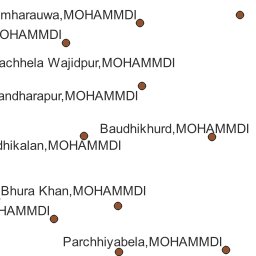 mharauwa,MOHAMMDI
OHAMMDI
achhela Wajidpur,MOHAMMDI
andharapur,MOHAMMDI
Baudhikhurd,MOHAMMDI
dhikalan,MOHAMMDI
Bhura Khan,MOHAMMDI
HAMMDI
Parchhiyabela,MOHAMMDI